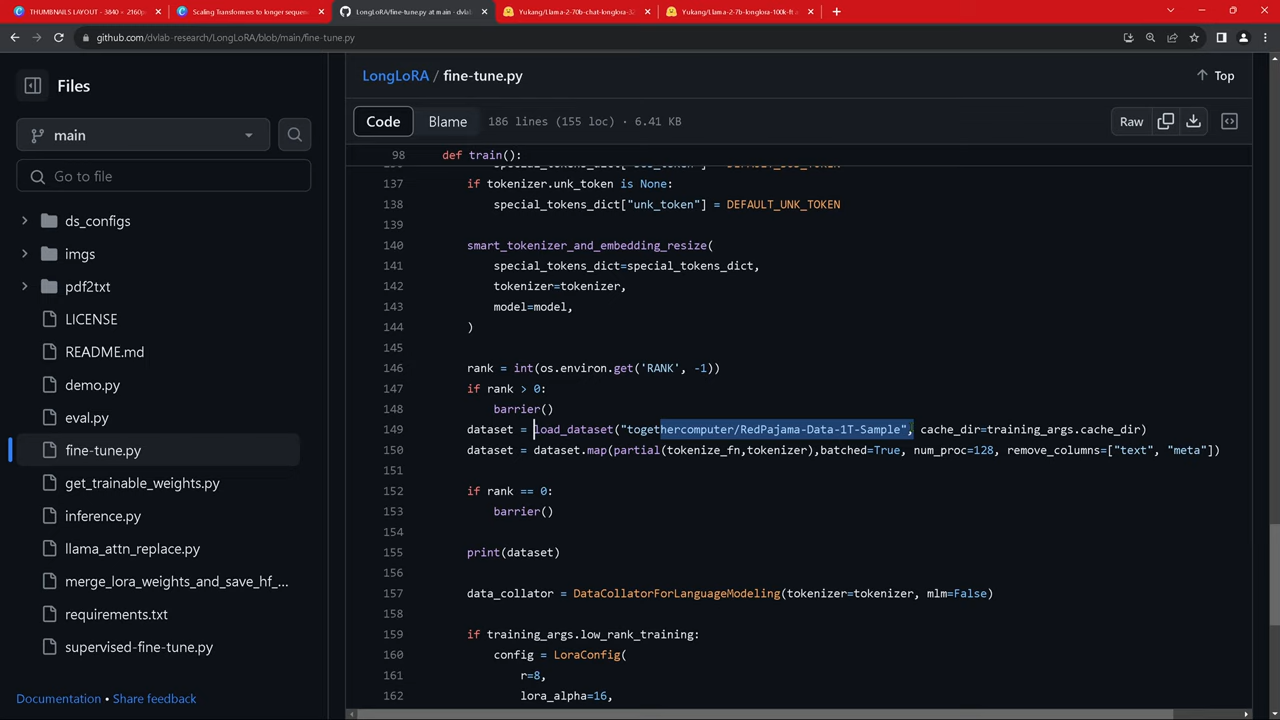 THUMBNAILS LAYOUT - 3840 × 2160p
Scaling Transformers to longer sequen
LongLoRA/fine-tune.py at main · dvlab
Yukang/Llama-2-70b-chat-longlora-32
Yukang/Llama-2-7b-longlora-100k-ft a
github.com/dvlab-research/LongLoRA/blob/main/fine-tune.py
Files
main
Go to file
ds_configs
imgs
pdf2txt
LICENSE
README.md
demo.py
eval.py
fine-tune.py
get_trainable_weights.py
inference.py
llama_attn_replace.py
merge_lora_weights_and_save_hf_...
requirements.txt
supervised-fine-tune.py
Documentation • Share feedback
LongLoRA / fine-tune.py
Top
Code Blame 186 lines (155 loc) · 6.41 KB
Raw
98 def train():
137 if tokenizer.unk_token is None:
138 special_tokens_dict["unk_token"] = DEFAULT_UNK_TOKEN
139
140 smart_tokenizer_and_embedding_resize(
141 special_tokens_dict=special_tokens_dict,
142 tokenizer=tokenizer,
143 model=model,
144 )
145
146 rank = int(os.environ.get('RANK', -1))
147 if rank > 0:
148 barrier()
149 dataset = load_dataset("togethercomputer/RedPajama-Data-1T-Sample", cache_dir=training_args.cache_dir)
150 dataset = dataset.map(partial(tokenize_fn,tokenizer),batched=True, num_proc=128, remove_columns=["text", "meta"])
151
152 if rank == 0:
153 barrier()
154
155 print(dataset)
156
157 data_collator = DataCollatorForLanguageModeling(tokenizer=tokenizer, mlm=False)
158
159 if training_args.low_rank_training:
160 config = LoraConfig(
161 r=8,
162 lora_alpha=16,